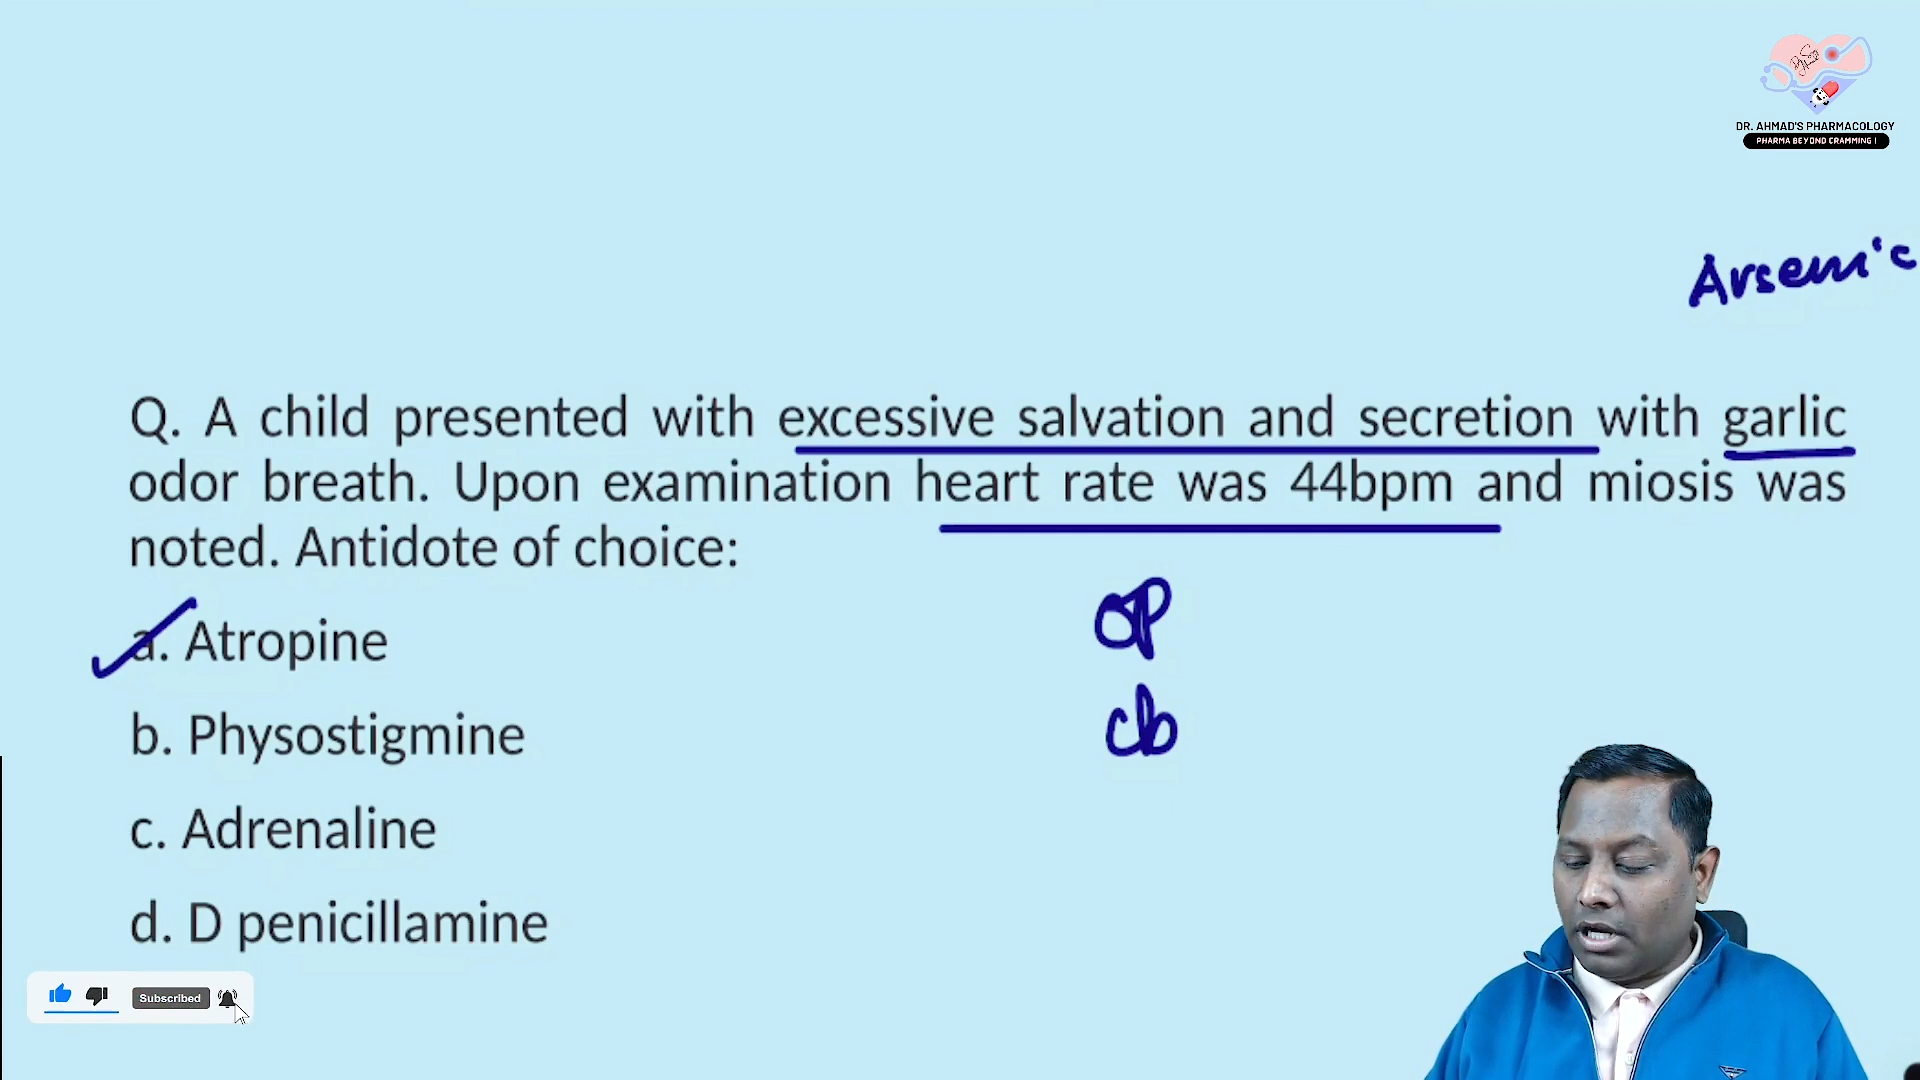 DR. AHMAD'S PHARMACOLOGY
PHARMA BEYOND CRAMMING !
Arsenic
Q. A child presented with excessive salvation and secretion with garlic
odor breath. Upon examination heart rate was 44bpm and miosis was
noted. Antidote of choice:
a. Atropine
OP
b. Physostigmine
cb
c. Adrenaline
d. D penicillamine
Subscribed